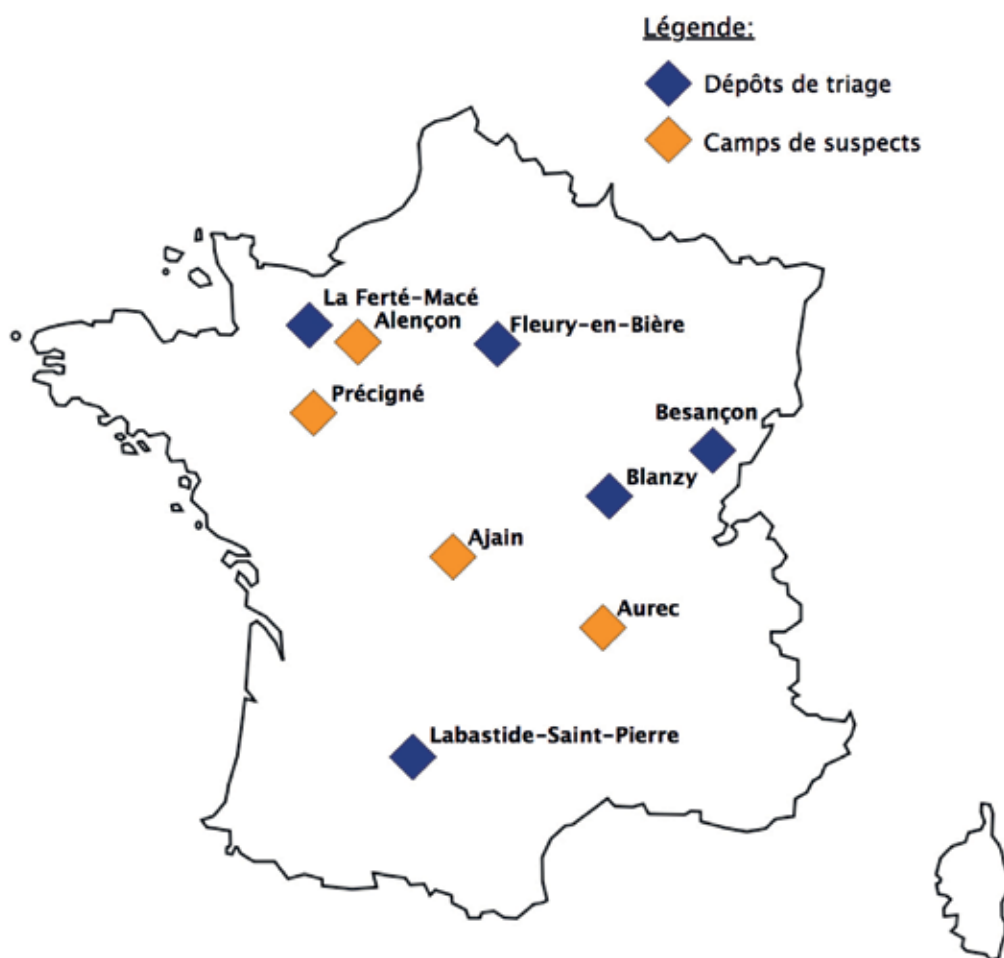 Légende:
Dépôts de triage
Camps de suspects
La Ferté-Macé
Alençon
Fleury-en-Bière
Précigné
Besançon
Blanzy
Ajain
Aurec
Labastide-Saint-Pierre